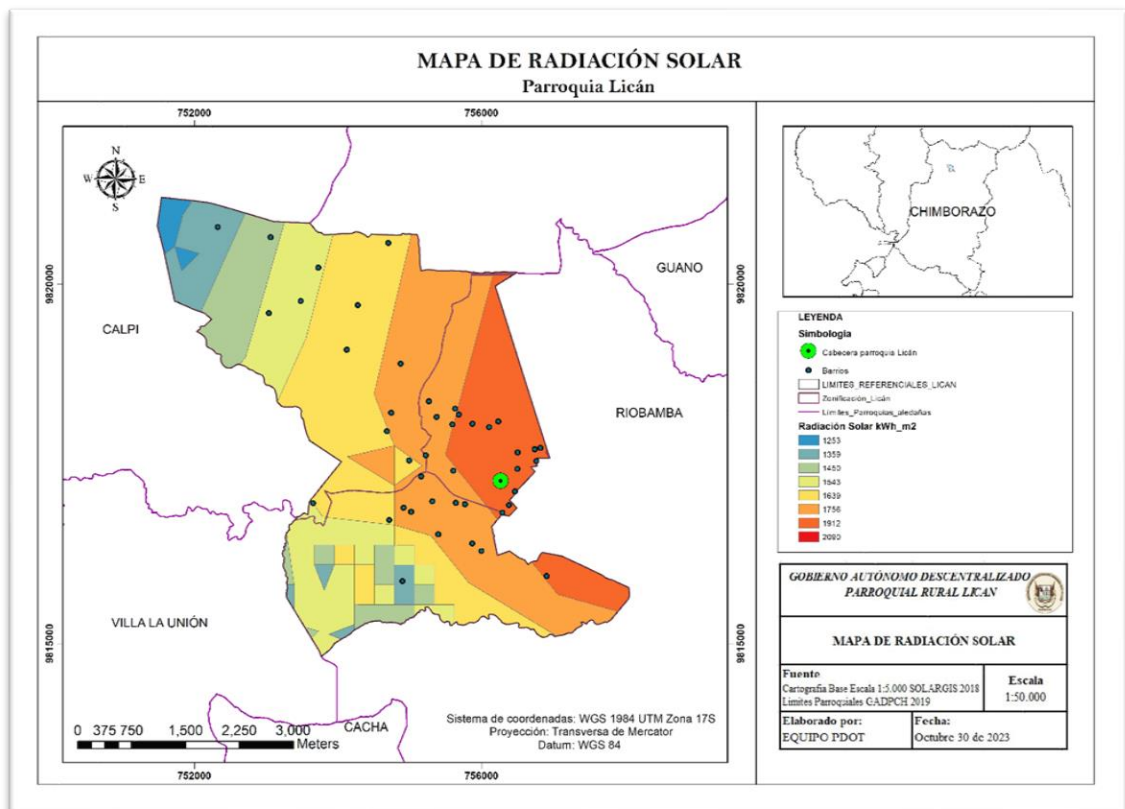 MAPA DE RADIACIÓN SOLAR
Parroquia Licán
752000 756000
N
W E
S
9820000
9820000
CALPI
GUANO
RIOBAMBA
VILLA LA UNIÓN
CACHA
9815000
9815000
0 375 750 1,500 2,250 3,000
Meters
Sistema de coordenadas: WGS 1984 UTM Zona 17S
Proyección: Transversa de Mercator
Datum: WGS 84
752000 756000
CHIMBORAZO
LEYENDA
Simbología
Cabecera parroquia Licán
Barrios
LIMITES_REFERENCIALES_LICAN
Zonificación_Licán
Limites_Parroquias_aledañas
Radiación Solar kWh_m2
1253
1359
1450
1543
1639
1756
1912
2080
GOBIERNO AUTÓNOMO DESCENTRALIZADO
PARROQUIAL RURAL LICAN
MAPA DE RADIACIÓN SOLAR
Fuente
Cartografía Base Escala 1:5.000 SOLARGIS 2018
Limites Parroquiales GADPCH 2019
Escala
1:50.000
Elaborado por:
EQUIPO PDOT
Fecha:
Octubre 30 de 2023